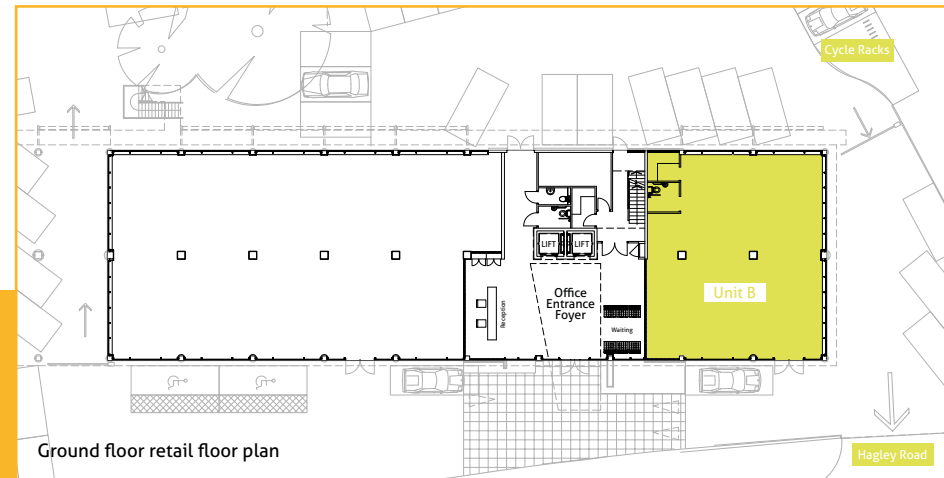 Cycle Racks
LIFT
LIFT
Unit B
Office
Entrance
Foyer
Reception
Waiting
Ground floor retail floor plan
Hagley Road